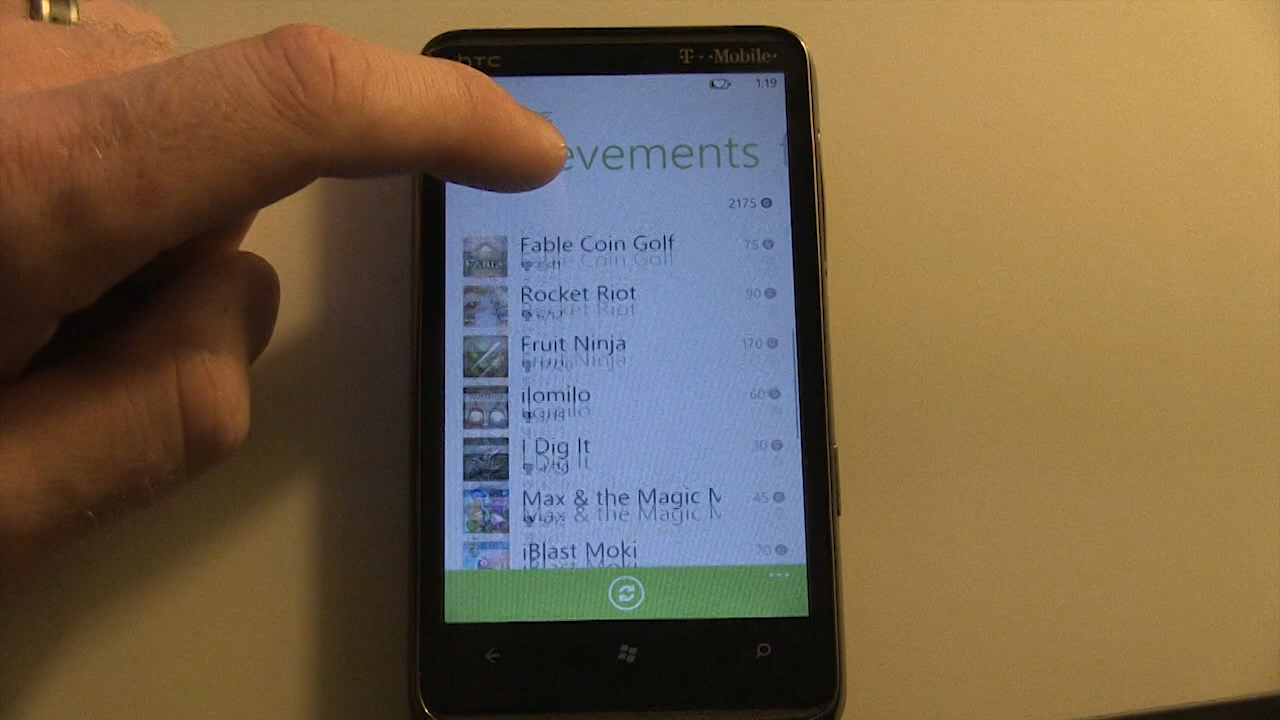 HTC T··Mobile·
1:19
evements f
2175
Fable Coin Golf 75
Rocket Riot 90
Fruit Ninja 170
ilomilo 60
I Dig It 30
Max & the Magic M 45
iBlast Moki 70